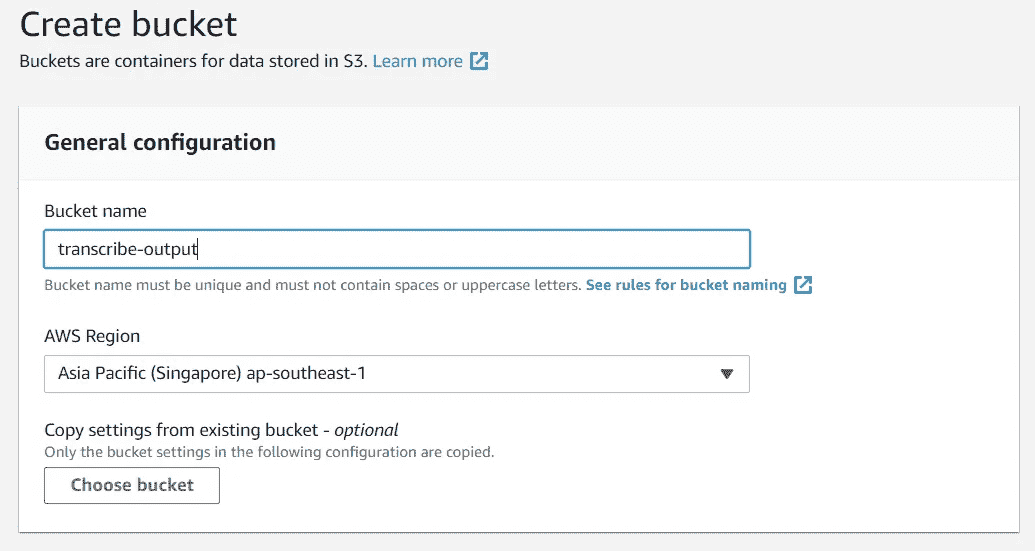 Create bucket
Buckets are containers for data stored in S3. Learn more
General configuration
Bucket name
transcribe-output
Bucket name must be unique and must not contain spaces or uppercase letters. See rules for bucket naming
AWS Region
Asia Pacific (Singapore) ap-southeast-1
Copy settings from existing bucket - optional
Only the bucket settings in the following configuration are copied.
Choose bucket